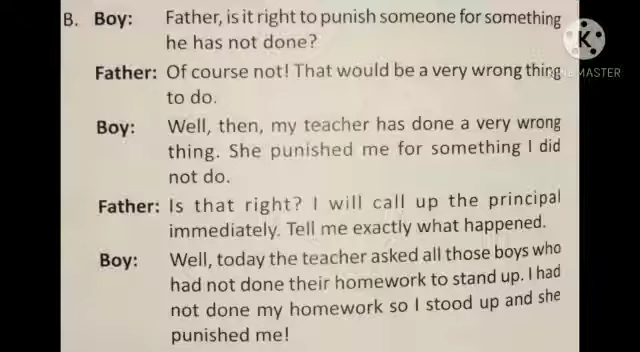 B. Boy: Father, is it right to punish someone for something
he has not done?
Father: Of course not! That would be a very wrong thing
to do.
Boy: Well, then, my teacher has done a very wrong
thing. She punished me for something I did
not do.
Father: Is that right? I will call up the principal
immediately. Tell me exactly what happened.
Boy: Well, today the teacher asked all those boys who
had not done their homework to stand up. I had
not done my homework so I stood up and she
punished me!
K
MASTER